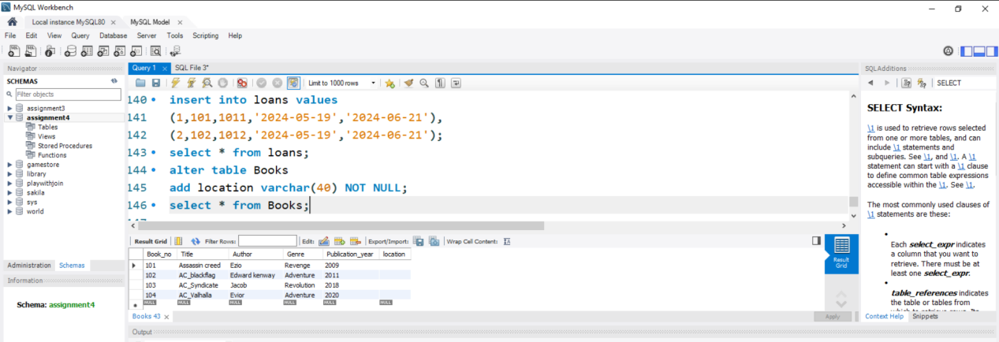 MySQL Workbench
Local instance MySQL80 × MySQL Model ×
File Edit View Query Database Server Tools Scripting Help
Navigator
SCHEMAS
Filter objects
assignment3
assignment4
Tables
Views
Stored Procedures
Functions
gamestore
library
playwithjoin
sakila
sys
world
Administration Schemas
Information
Schema: assignment4
Query 1 × SQL File 3*
Limit to 1000 rows
140 insert into loans values
141 (1,101,1011,'2024-05-19','2024-06-21'),
142 (2,102,1012,'2024-05-19','2024-06-21');
143 select * from loans;
144 alter table Books
145 add location varchar(40) NOT NULL;
146 select * from Books;
Result Grid Filter Rows: Edit: Export/Import: Wrap Cell Content:
Book_no Title Author Genre Publication_year location
101 Assassin creed Ezio Revenge 2009
102 AC_blackflag Edward kenway Adventure 2011
103 AC_Syndicate Jacob Revolution 2018
104 AC_Valhalla Evior Adventure 2020
NULL NULL NULL NULL NULL NULL
Result
Grid
Books 43 ×
Apply
Output
SQLAdditions
SELECT
SELECT Syntax:
\1 is used to retrieve rows selected
from one or more tables, and can
include \1 statements and
subqueries. See \1, and \1. A \1
statement can start with a \1 clause
to define common table expressions
accessible within the \1. See \1.
The most commonly used clauses of
\1 statements are these:
•
Each select_expr indicates
a column that you want to
retrieve. There must be at
least one select_expr.
•
table_references indicates
the table or tables from
Context Help Snippets